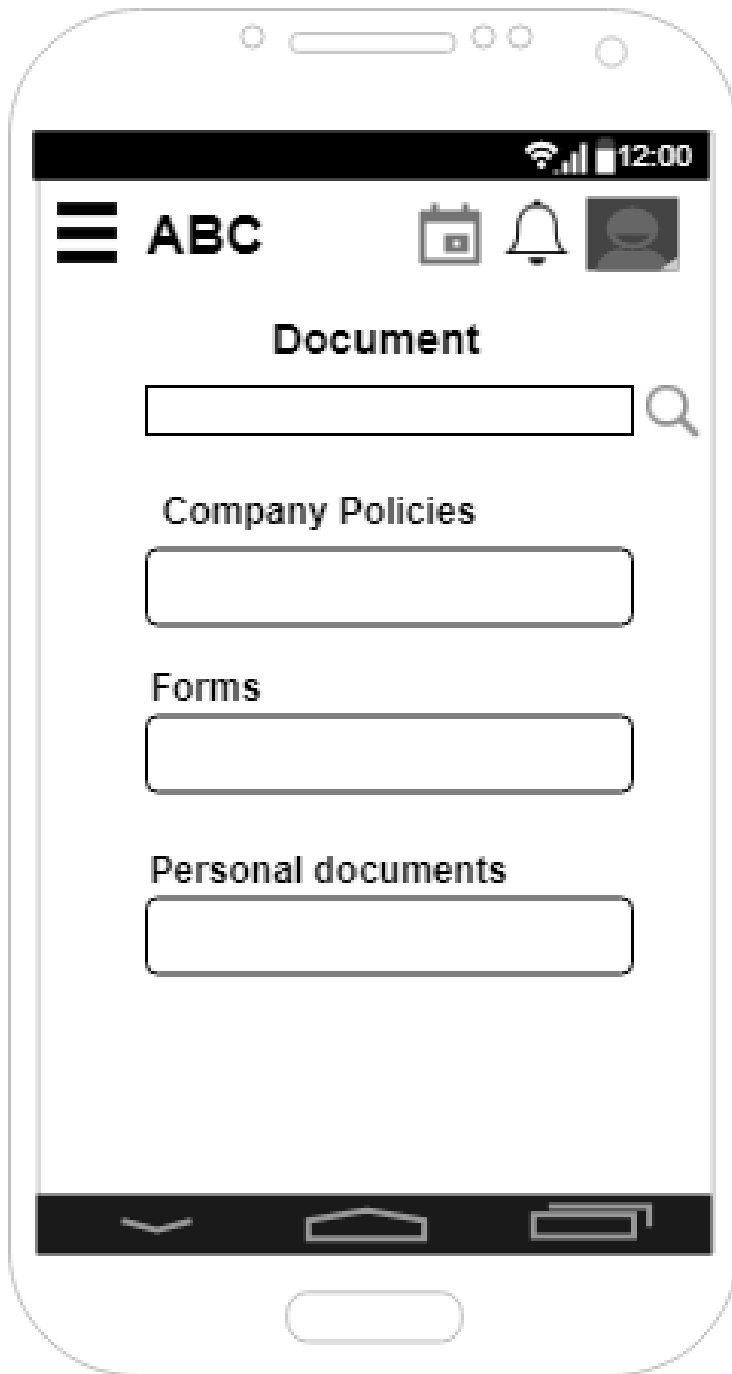 12:00
ABC
Document
Company Policies
Forms
Personal documents